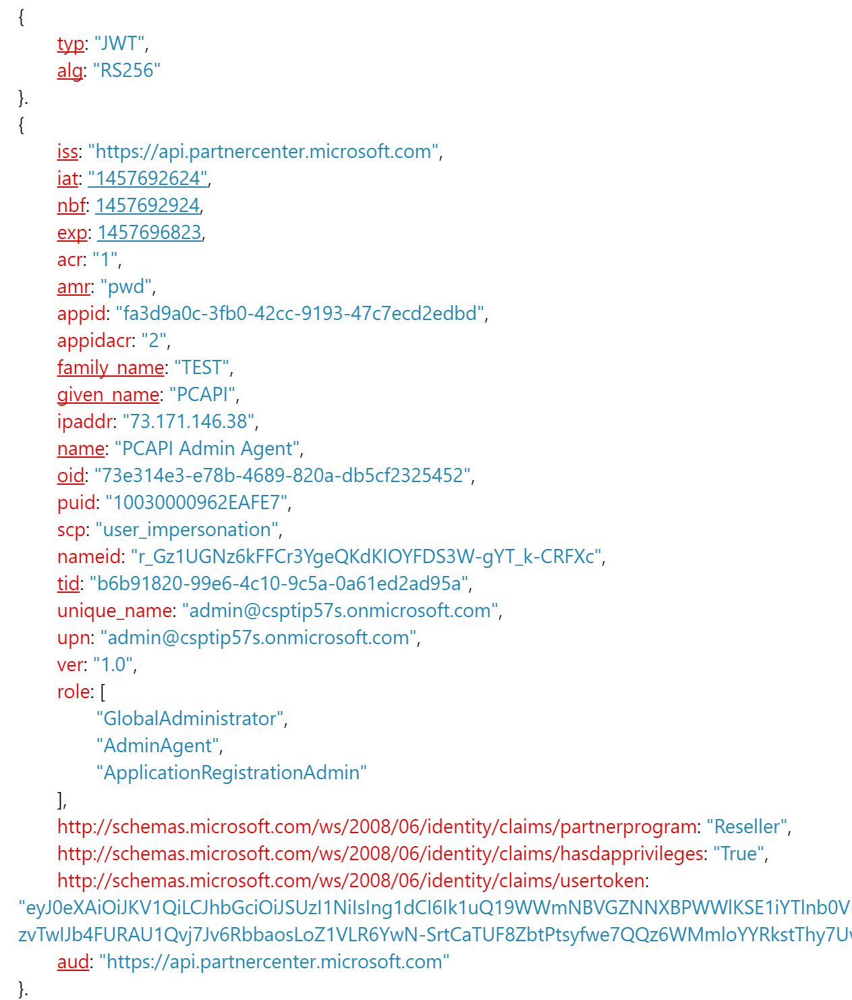 {
typ: "JWT",
alg: "RS256"
}.
{
iss: "https://api.partnercenter.microsoft.com",
iat: "1457692624",
nbf: 1457692924,
exp: 1457696823,
acr: "1",
amr: "pwd",
appid: "fa3d9a0c-3fb0-42cc-9193-47c7ecd2edbd",
appidacr: "2",
family_name: "TEST",
given_name: "PCAPI",
ipaddr: "73.171.146.38",
name: "PCAPI Admin Agent",
oid: "73e314e3-e78b-4689-820a-db5cf2325452",
puid: "10030000962EAFE7",
scp: "user_impersonation",
nameid: "r_Gz1UGNz6kFFCr3YgeQKdKIOYFDS3W-gYT_k-CRFXc",
tid: "b6b91820-99e6-4c10-9c5a-0a61ed2ad95a",
unique_name: "admin@csptip57s.onmicrosoft.com",
upn: "admin@csptip57s.onmicrosoft.com",
ver: "1.0",
role: [
"GlobalAdministrator",
"AdminAgent",
"ApplicationRegistrationAdmin"
],
http://schemas.microsoft.com/ws/2008/06/identity/claims/partnerprogram: "Reseller",
http://schemas.microsoft.com/ws/2008/06/identity/claims/hasdapprivileges: "True",
http://schemas.microsoft.com/ws/2008/06/identity/claims/usertoken:
"eyJ0eXAiOiJKV1QiLCJhbGciOiJSUzI1NiIsIng1dCI6Ik1uQ19WWmNBVGZNNXBPWWlKSE1iYTlnb0V
zvTwIJb4FURAU1Qvj7Jv6RbbaosLoZ1VLR6YwN-SrtCaTUF8ZbtPtsyfwe7QQz6WMmloYYRkstThy7U
aud: "https://api.partnercenter.microsoft.com"
}.